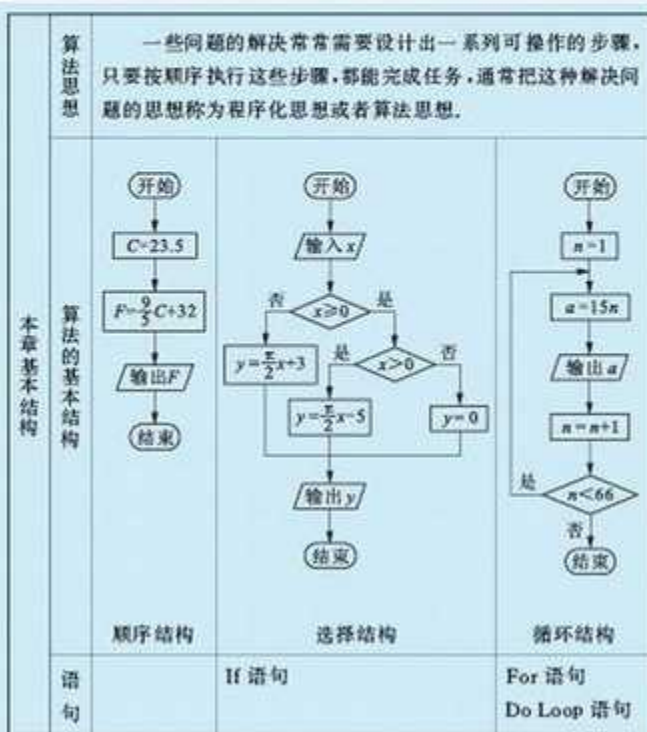 本章基本结构
算法思想
一些问题的解决常常需要设计出一系列可操作的步骤,
只要按顺序执行这些步骤,都能完成任务,通常把这种解决问
题的思想称为程序化思想或者算法思想.
算法的基本结构
开始
C=23.5
F=9/5C+32
输出F
结束
顺序结构
开始
输入x
x≥0
否
是
y=π/2x+3
x>0
是
否
y=π/2x-5
y=0
输出y
结束
选择结构
开始
n=1
a=15n
输出a
n=n+1
n<66
是
否
结束
循环结构
语句
If 语句
For 语句
Do Loop 语句